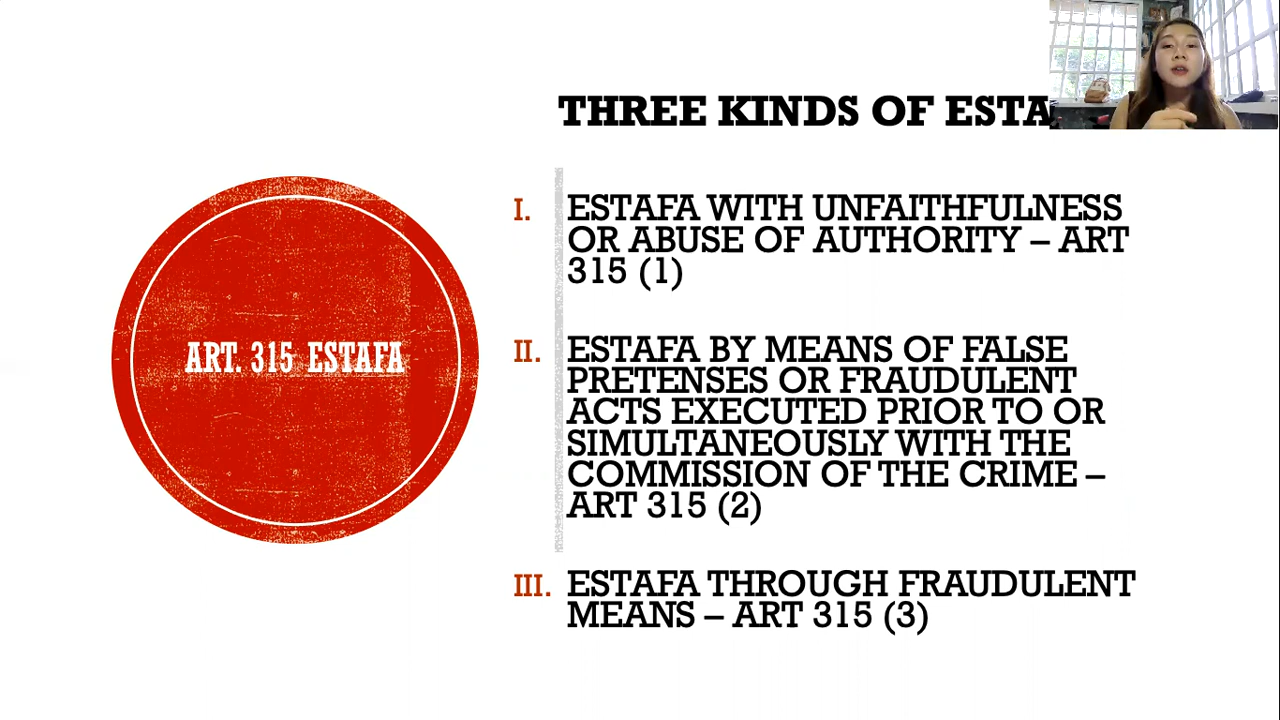 THREE KINDS OF ESTA
ART. 315 ESTAFA
I. ESTAFA WITH UNFAITHFULNESS
OR ABUSE OF AUTHORITY – ART
315 (1)
II. ESTAFA BY MEANS OF FALSE
PRETENSES OR FRAUDULENT
ACTS EXECUTED PRIOR TO OR
SIMULTANEOUSLY WITH THE
COMMISSION OF THE CRIME –
ART 315 (2)
III. ESTAFA THROUGH FRAUDULENT
MEANS – ART 315 (3)